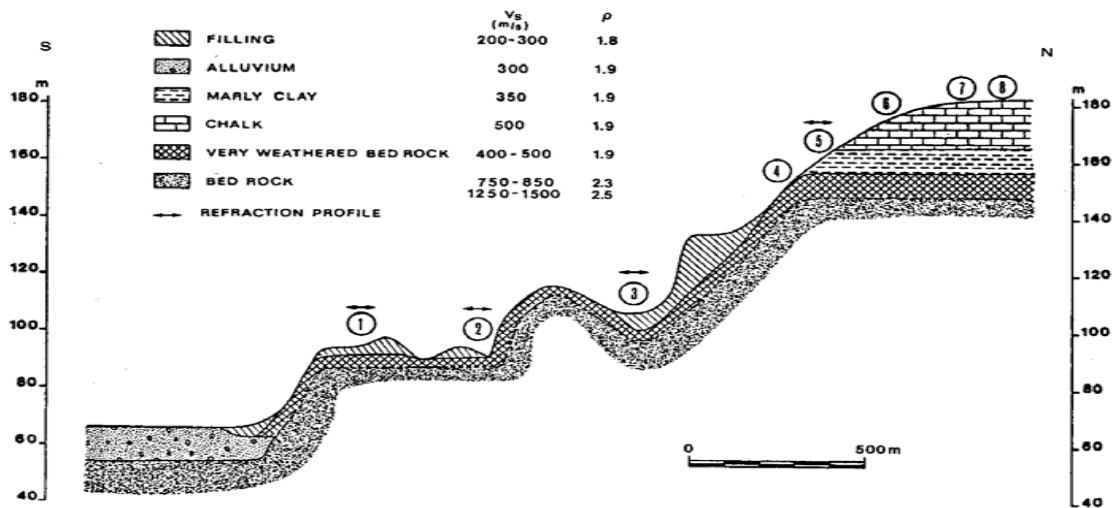 V_S ρ
(m/s)
FILLING 200-300 1.8
ALLUVIUM 300 1.9
MARLY CLAY 350 1.9
CHALK 500 1.9
VERY WEATHERED BED ROCK 400-500 1.9
BED ROCK 750-850 2.3
1250-1500 2.5
REFRACTION PROFILE
S
m
180
160
140
120
100
80
60
40
N
m
180
160
140
120
100
80
60
40
1
2
3
4
5
6
7
8
0 500m